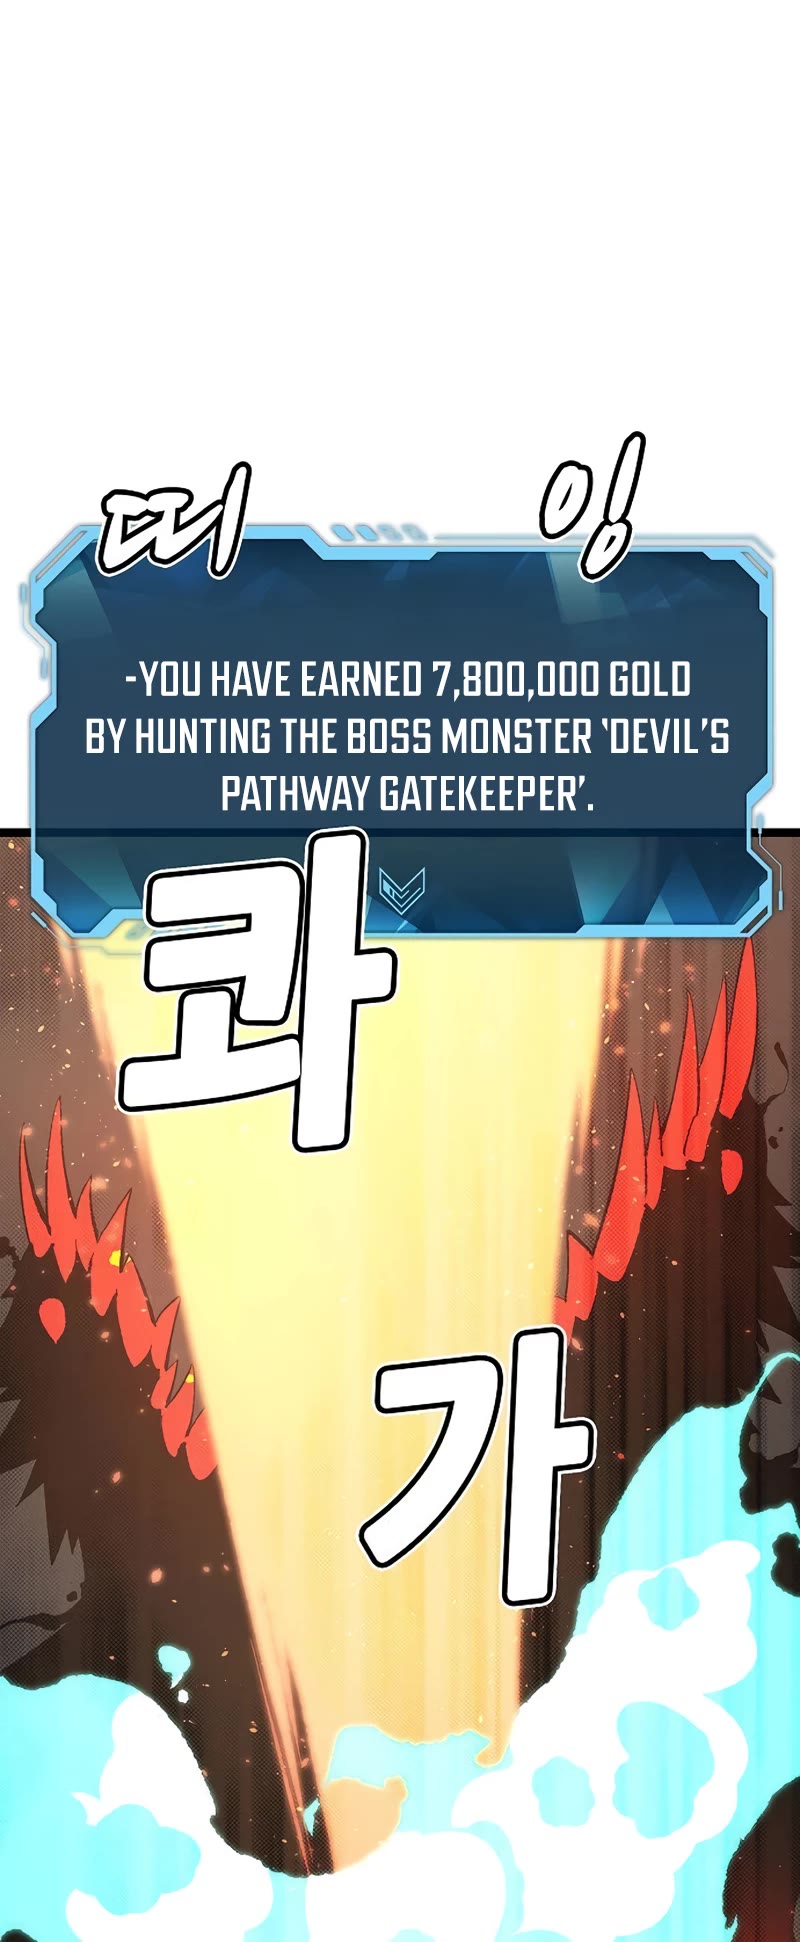 띠 잉
-YOU HAVE EARNED 7,800,000 GOLD
BY HUNTING THE BOSS MONSTER ‘DEVIL’S
PATHWAY GATEKEEPER’.
콰
가